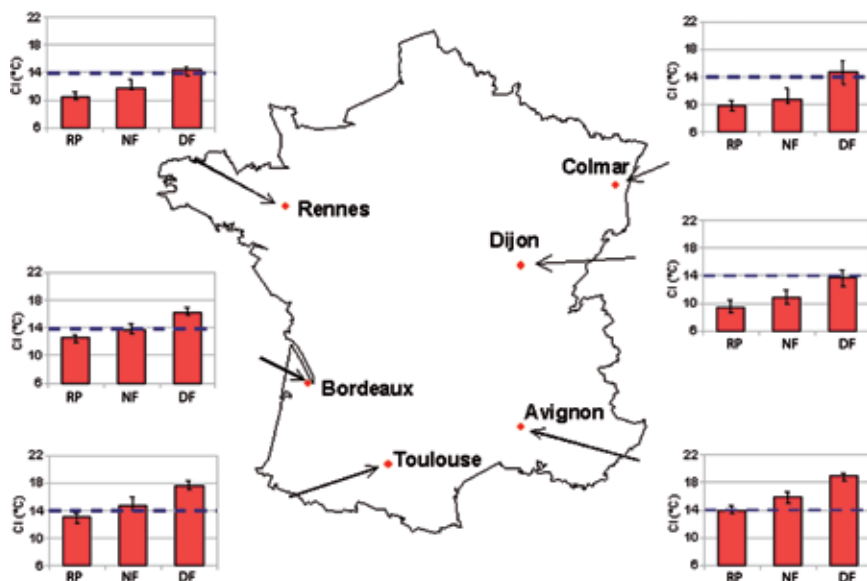 CI (°C)
22
18
14
10
6
RP NF DF
CI (°C)
22
18
14
10
6
RP NF DF
Colmar
Rennes
Dijon
CI (°C)
22
18
14
10
6
RP NF DF
CI (°C)
22
18
14
10
6
RP NF DF
Bordeaux
Avignon
Toulouse
CI (°C)
22
18
14
10
6
RP NF DF
CI (°C)
22
18
14
10
6
RP NF DF